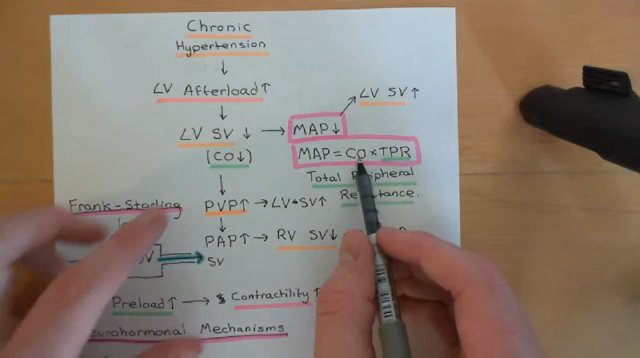 Chronic
Hypertension
LV Afterload↑
LV SV ↑
LV SV ↓ → MAP↓
(CO↓)
MAP = CO × TPR
Total Peripheral
Resistance.
Frank-Starling
PVP↑ → LV SV↑
PAP↑ → RV SV↓
SV
Preload↑ → Contractility↑
Neurohormonal Mechanisms